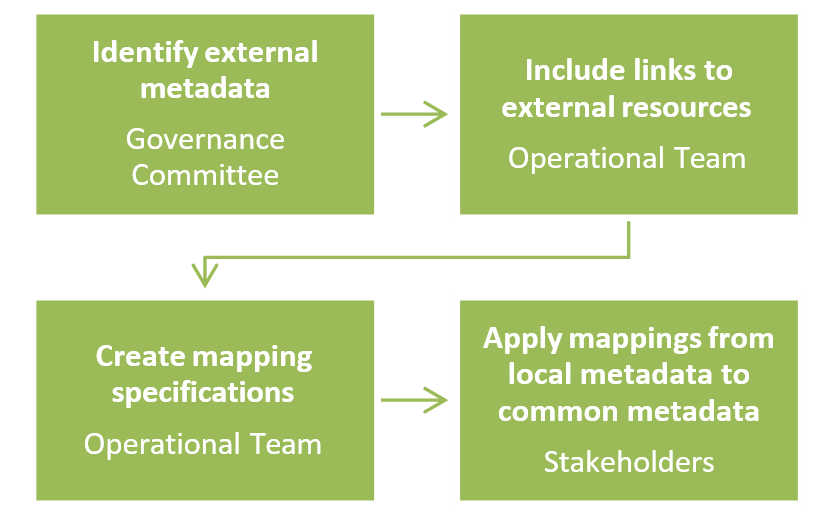 Identify external
metadata
Governance
Committee
Include links to
external resources
Operational Team
Create mapping
specifications
Operational Team
Apply mappings from
local metadata to
common metadata
Stakeholders